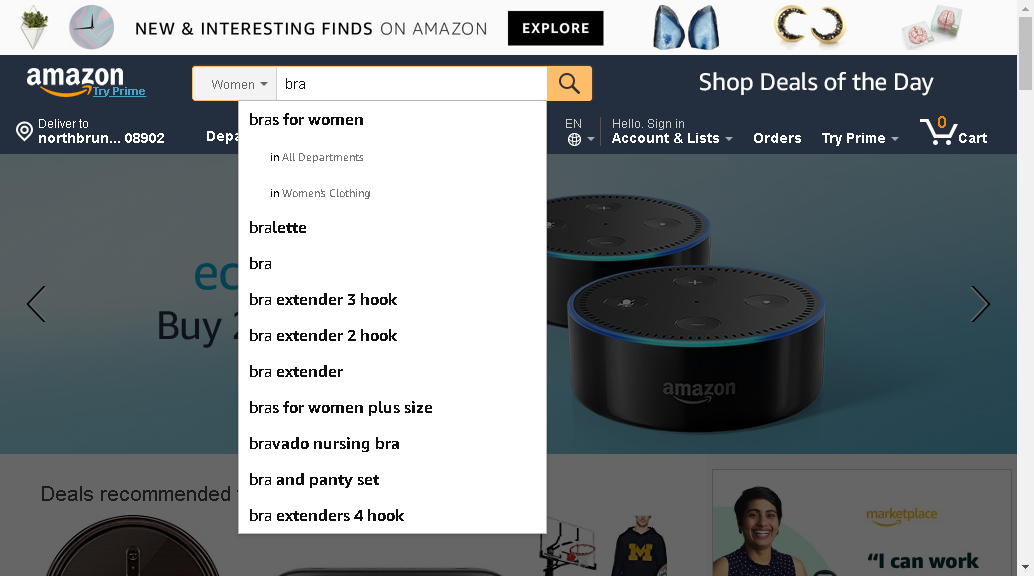 NEW & INTERESTING FINDS ON AMAZON EXPLORE
amazon
Try Prime
Women
bra
Shop Deals of the Day
Deliver to
northbrun... 08902
EN
Hello. Sign in
Account & Lists
Orders
Try Prime
0
Cart
bras for women
in All Departments
in Women's Clothing
bralette
bra
bra extender 3 hook
bra extender 2 hook
bra extender
bras for women plus size
bravado nursing bra
bra and panty set
bra extenders 4 hook
Buy
amazon
Deals recommended
M
marketplace
“I can work